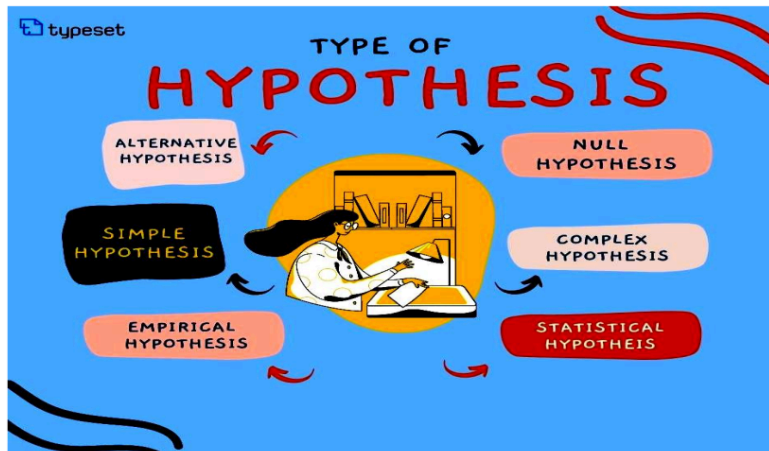 typeset
TYPE OF
HYPOTHESIS
ALTERNATIVE
HYPOTHESIS
NULL
HYPOTHESIS
SIMPLE
HYPOTHESIS
COMPLEX
HYPOTHESIS
EMPIRICAL
HYPOTHESIS
STATISTICAL
HYPOTHEIS